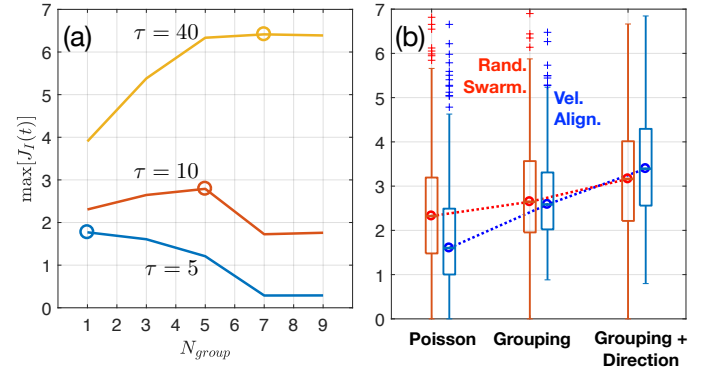 (a)
τ = 40
τ = 10
τ = 5
max[J_I(t)]
7
6
5
4
3
2
1
0
1 2 3 4 5 6 7 8 9
N_group
(b)
Rand.
Swarm.
Vel.
Align.
7
6
5
4
3
2
1
0
Poisson Grouping Grouping +
Direction